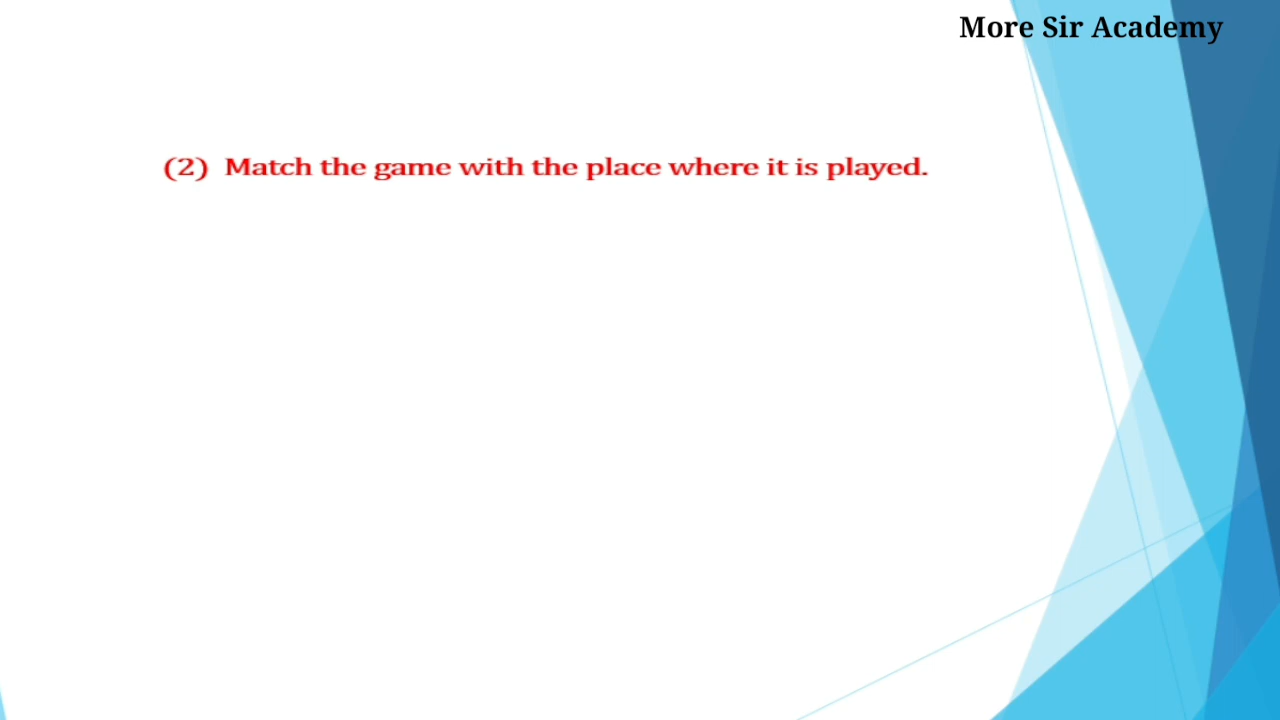 More Sir Academy
(2) Match the game with the place where it is played.